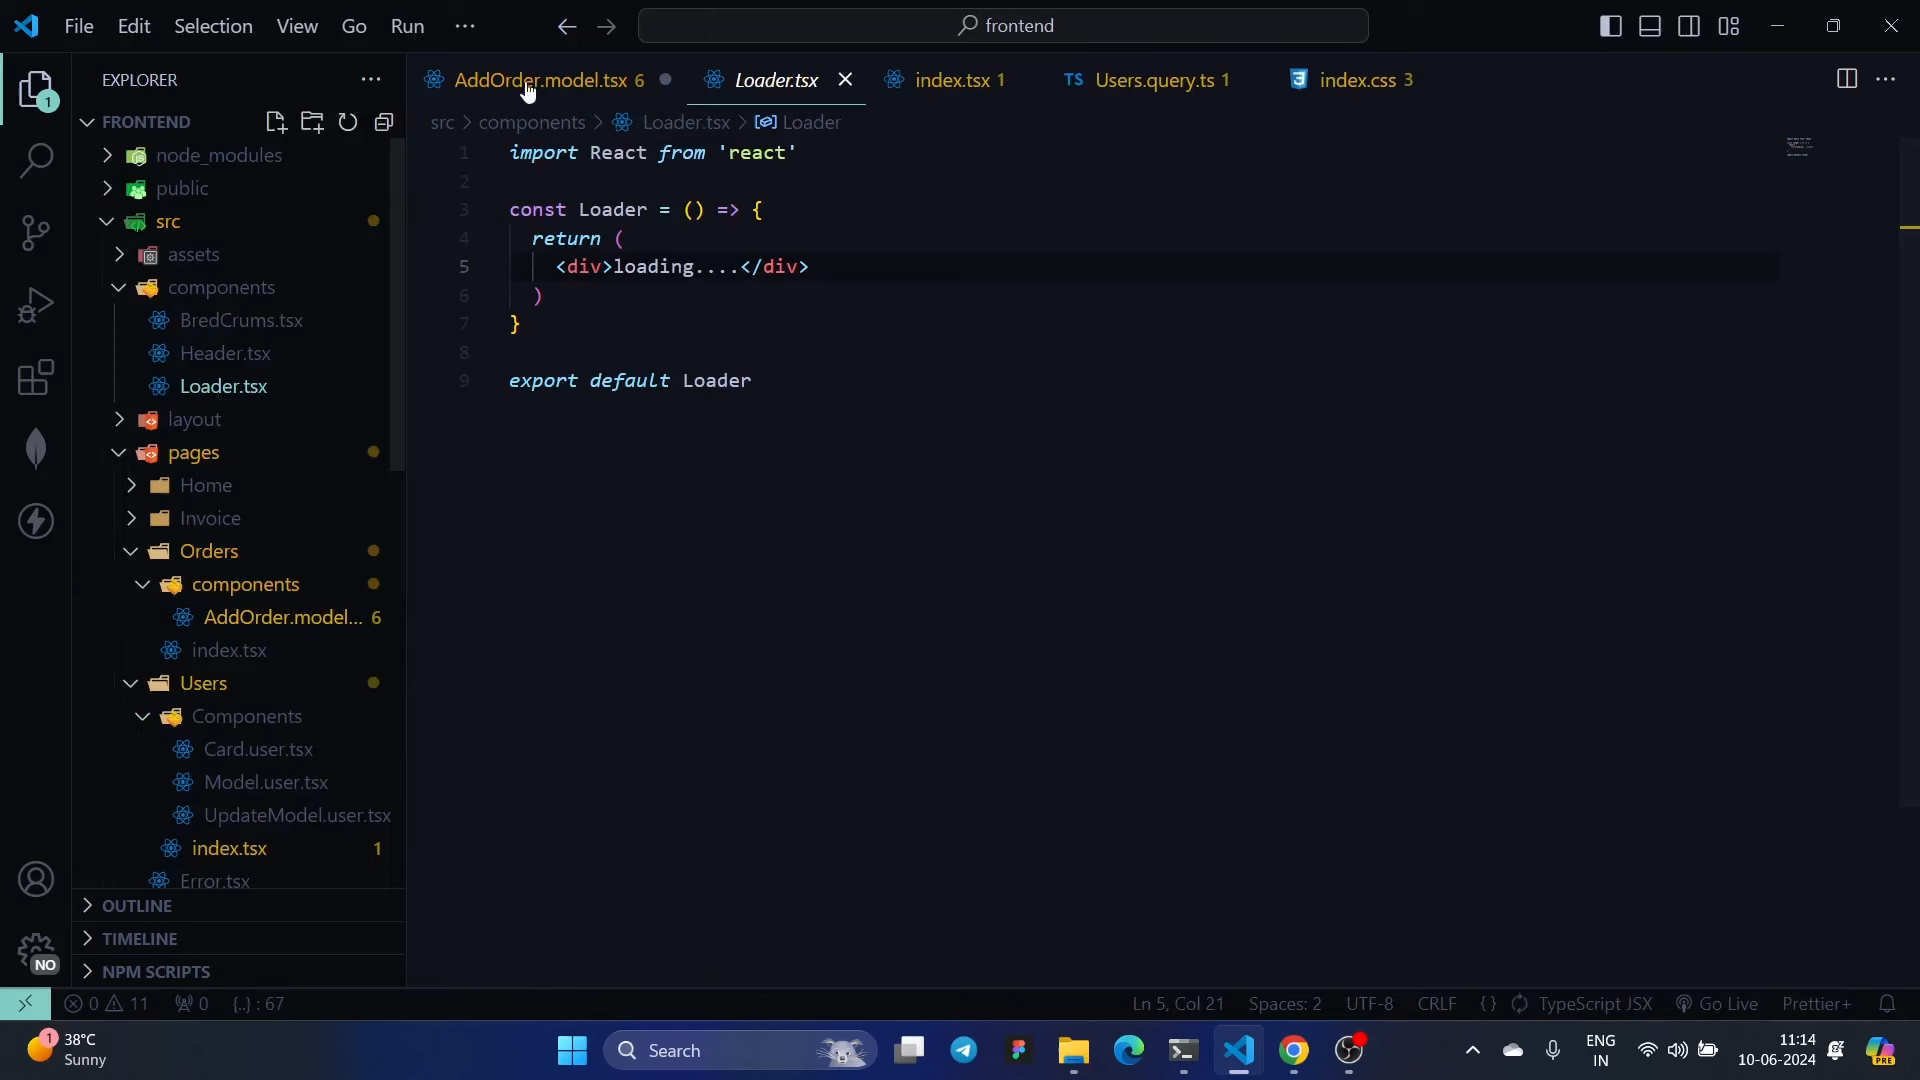 File Edit Selection View Go Run ···
frontend
EXPLORER ···
FRONTEND
node_modules
public
src
assets
components
BredCrums.tsx
Header.tsx
Loader.tsx
layout
pages
Home
Invoice
Orders
components
AddOrder.model... 6
index.tsx
Users
Components
Card.user.tsx
Model.user.tsx
UpdateModel.user.tsx
index.tsx 1
Error.tsx
OUTLINE
TIMELINE
NPM SCRIPTS
1
NO
AddOrder.model.tsx 6 Loader.tsx index.tsx 1 TS Users.query.ts 1 index.css 3
src > components > Loader.tsx > Loader
1 import React from 'react'
2
3 const Loader = () => {
4 return (
5 <div>loading....</div>
6 )
7 }
8
9 export default Loader
0 11 0 {..} : 67
Ln 5, Col 21 Spaces: 2 UTF-8 CRLF { } TypeScript JSX Go Live Prettier+
1 38°C
Sunny
Search
ENG
IN
11:14
10-06-2024
PRE